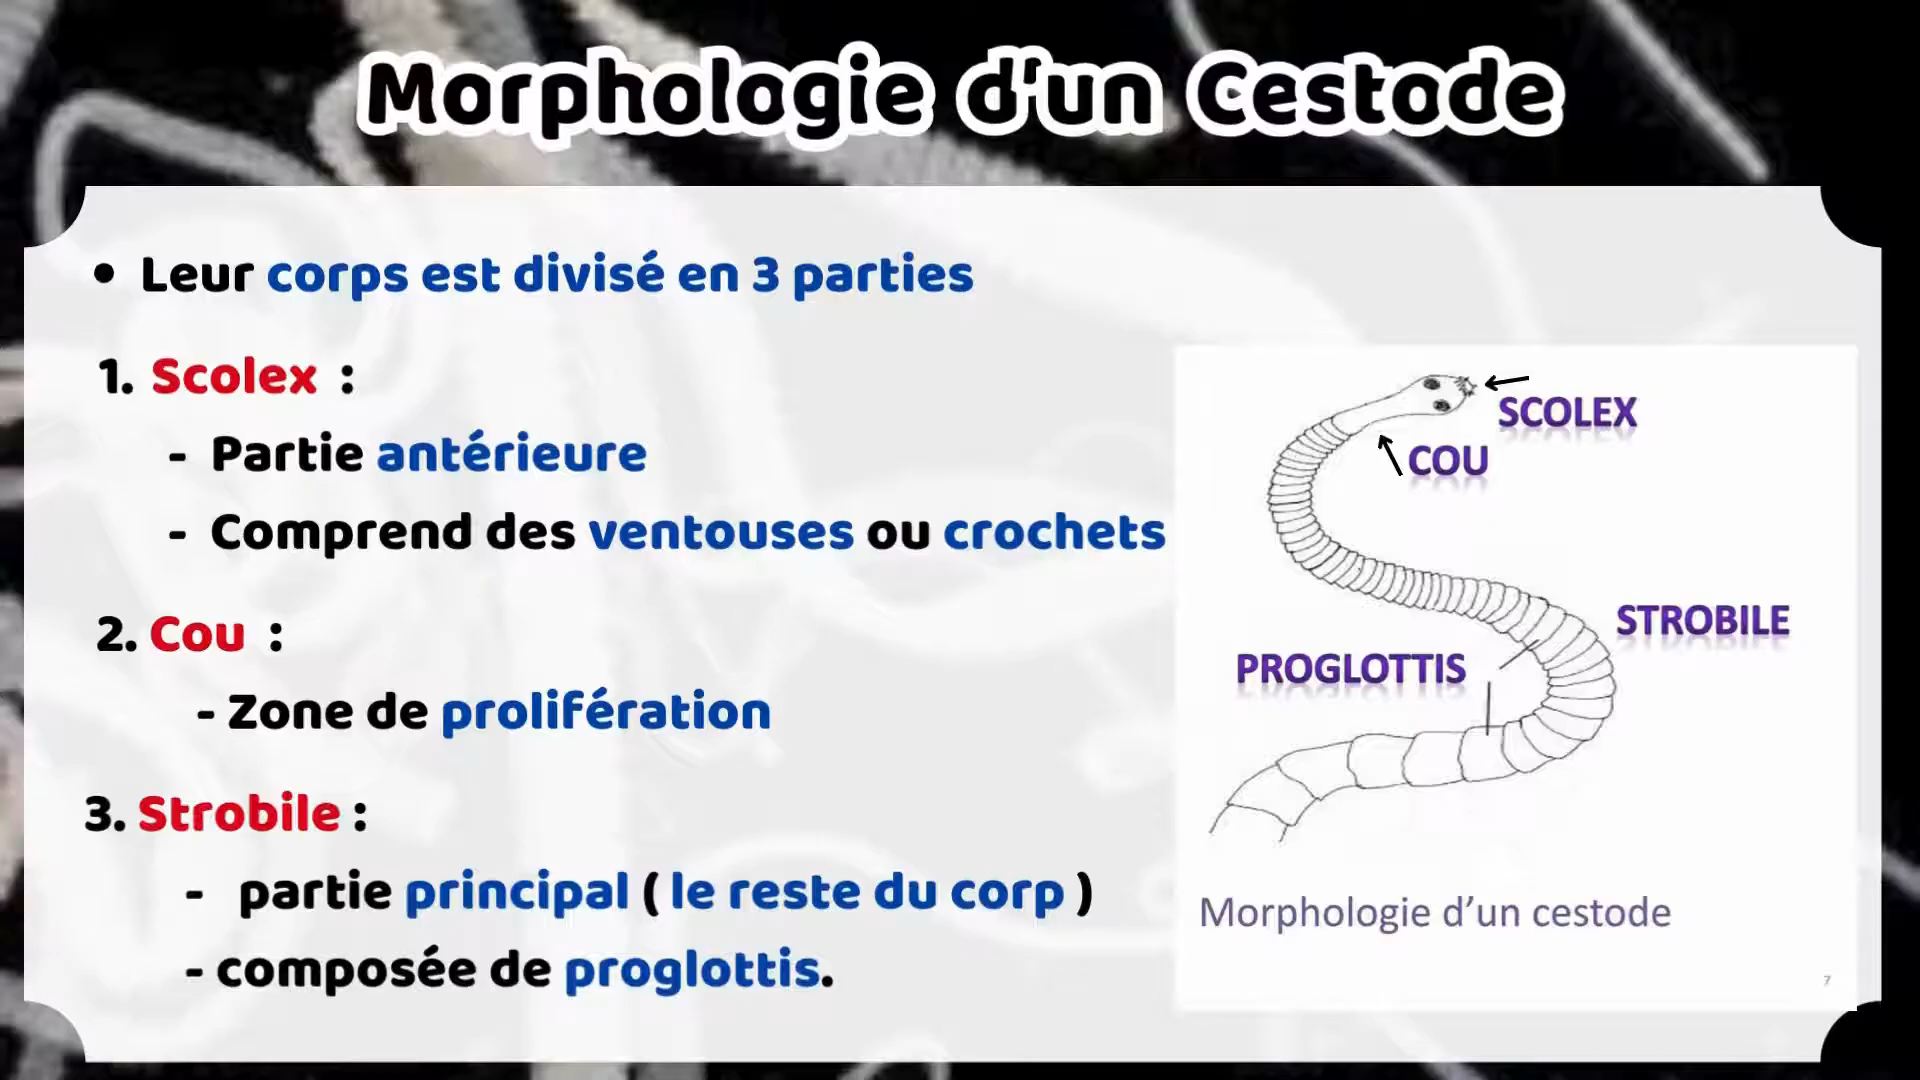 Morphologie d'un Cestode
• Leur corps est divisé en 3 parties
1. Scolex :
- Partie antérieure
- Comprend des ventouses ou crochets
2. Cou :
- Zone de prolifération
3. Strobile :
- partie principal ( le reste du corp )
- composée de proglottis.
SCOLEX
COU
STROBILE
PROGLOTTIS
Morphologie d'un cestode
7